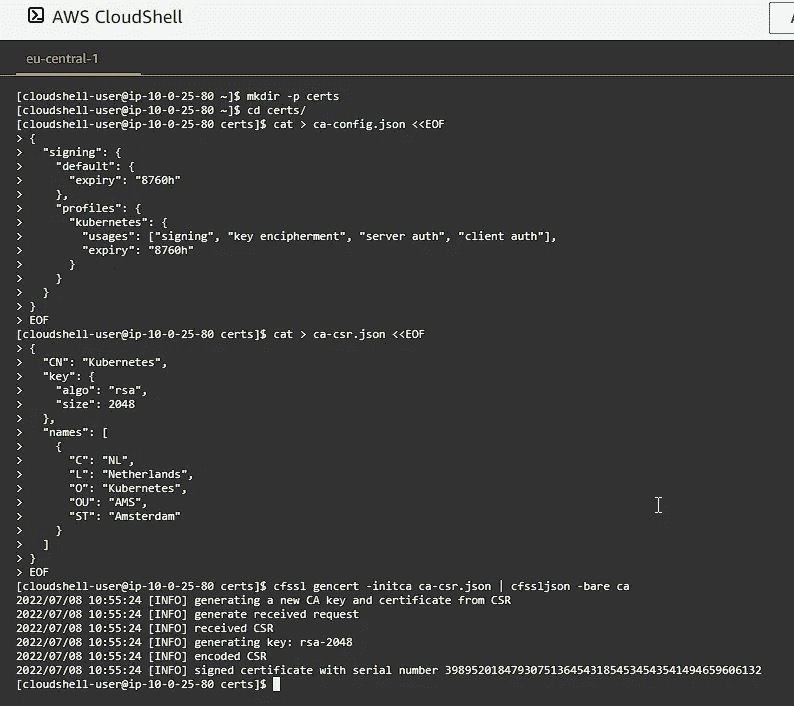 AWS CloudShell
A
eu-central-1
[cloudshell-user@ip-10-0-25-80 ~]$ mkdir -p certs
[cloudshell-user@ip-10-0-25-80 ~]$ cd certs/
[cloudshell-user@ip-10-0-25-80 certs]$ cat > ca-config.json <<EOF
> {
>   "signing": {
>     "default": {
>       "expiry": "8760h"
>     },
>     "profiles": {
>       "kubernetes": {
>         "usages": ["signing", "key encipherment", "server auth", "client auth"],
>         "expiry": "8760h"
>       }
>     }
>   }
> }
> EOF
[cloudshell-user@ip-10-0-25-80 certs]$ cat > ca-csr.json <<EOF
> {
>   "CN": "Kubernetes",
>   "key": {
>     "algo": "rsa",
>     "size": 2048
>   },
>   "names": [
>     {
>       "C": "NL",
>       "L": "Netherlands",
>       "O": "Kubernetes",
>       "OU": "AMS",
>       "ST": "Amsterdam"
>     }
>   ]
> }
> EOF
[cloudshell-user@ip-10-0-25-80 certs]$ cfssl gencert -initca ca-csr.json | cfssljson -bare ca
2022/07/08 10:55:24 [INFO] generating a new CA key and certificate from CSR
2022/07/08 10:55:24 [INFO] generate received request
2022/07/08 10:55:24 [INFO] received CSR
2022/07/08 10:55:24 [INFO] generating key: rsa-2048
2022/07/08 10:55:24 [INFO] encoded CSR
2022/07/08 10:55:24 [INFO] signed certificate with serial number 398952018479307513645431854534543541494659606132
[cloudshell-user@ip-10-0-25-80 certs]$